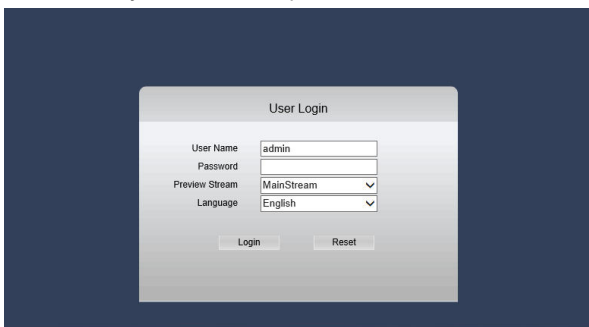 User Login
User Name admin
Password
Preview Stream MainStream
Language English
Login Reset